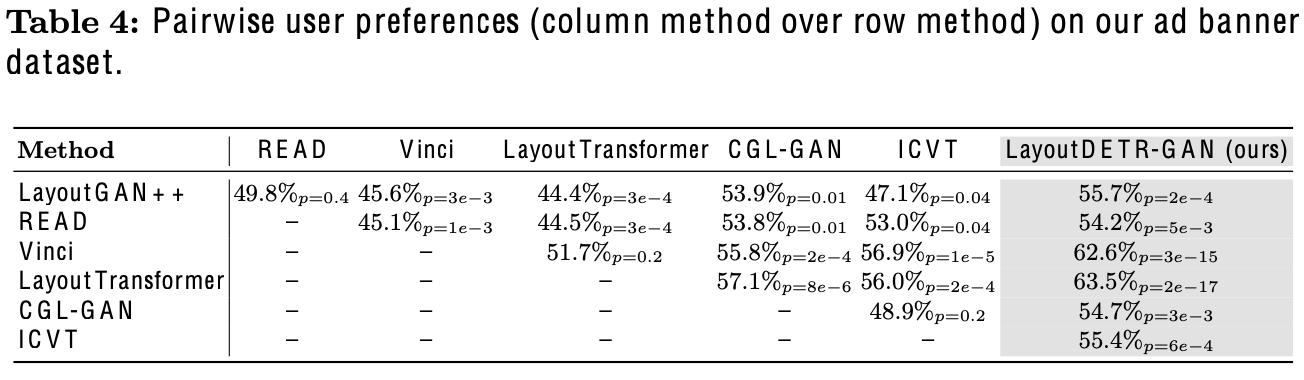 Table 4: Pairwise user preferences (column method over row method) on our ad banner
dataset.
Method READ Vinci LayoutTransformer CGL-GAN ICVT LayoutDETR-GAN (ours)
LayoutGAN++ 49.8%p=0.4 45.6%p=3e−3 44.4%p=3e−4 53.9%p=0.01 47.1%p=0.04 55.7%p=2e−4
READ – 45.1%p=1e−3 44.5%p=3e−4 53.8%p=0.01 53.0%p=0.04 54.2%p=5e−3
Vinci – – 51.7%p=0.2 55.8%p=2e−4 56.9%p=1e−5 62.6%p=3e−15
LayoutTransformer – – – 57.1%p=8e−6 56.0%p=2e−4 63.5%p=2e−17
CGL-GAN – – – – 48.9%p=0.2 54.7%p=3e−3
ICVT – – – – – 55.4%p=6e−4